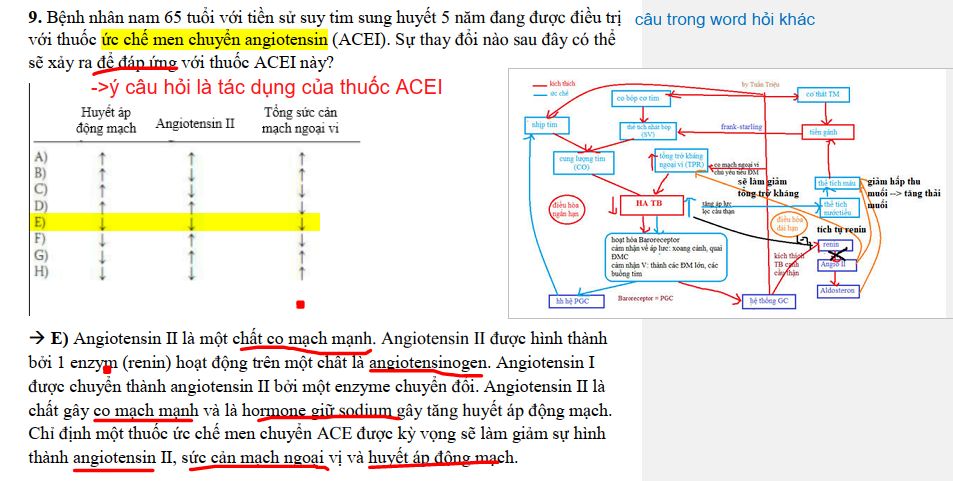 9. Bệnh nhân nam 65 tuổi với tiền sử suy tim sung huyết 5 năm đang được điều trị
với thuốc ức chế men chuyển angiotensin (ACEI). Sự thay đổi nào sau đây có thể
sẽ xảy ra để đáp ứng với thuốc ACEI này?
câu trong word hỏi khác
->ý câu hỏi là tác dụng của thuốc ACEI
Huyết áp
động mạch
Angiotensin II
Tổng sức cản
mạch ngoại vi
A) ↑ ↑ ↑
B) ↑ ↓ ↑
C) ↑ ↓ ↓
D) ↑ ↑ ↓
E) ↓ ↓ ↓
F) ↓ ↑ ↓
G) ↓ ↑ ↑
H) ↓ ↓ ↑
kích thích
ức chế
by Tuấn Triệu
co bóp cơ tim
co thắt TM
nhịp tim
thể tích nhát bóp
(SV)
frank-starling
tiền gánh
cung lượng tim
(CO)
tổng trở kháng
ngoại vi (TPR)
co mạch ngoại vi
chủ yếu tiểu ĐM
sẽ làm giảm
tổng trở kháng
thể tích máu
giảm hấp thu
muối --> tăng thải
muối
điều hòa
ngắn hạn
HA TB
tăng áp lực
lọc cầu thận
thể tích
nước tiểu
điều hòa
dài hạn
tích tụ renin
hoạt hóa Baroreceptor
cảm nhận về áp lực: xoang cảnh, quai
ĐMC
cảm nhận V: thành các ĐM lớn, các
buồng tim
renin
kích thích
TB cạnh
cầu thận
Angio II
Aldosteron
hh hệ PGC
Baroreceptor = PGC
hệ thống GC
→ E) Angiotensin II là một chất co mạch mạnh. Angiotensin II được hình thành
bởi 1 enzym (renin) hoạt động trên một chất là angiotensinogen. Angiotensin I
được chuyển thành angiotensin II bởi một enzyme chuyển đổi. Angiotensin II là
chất gây co mạch mạnh và là hormone giữ sodium gây tăng huyết áp động mạch.
Chỉ định một thuốc ức chế men chuyển ACE được kỳ vọng sẽ làm giảm sự hình
thành angiotensin II, sức cản mạch ngoại vị và huyết áp động mạch.